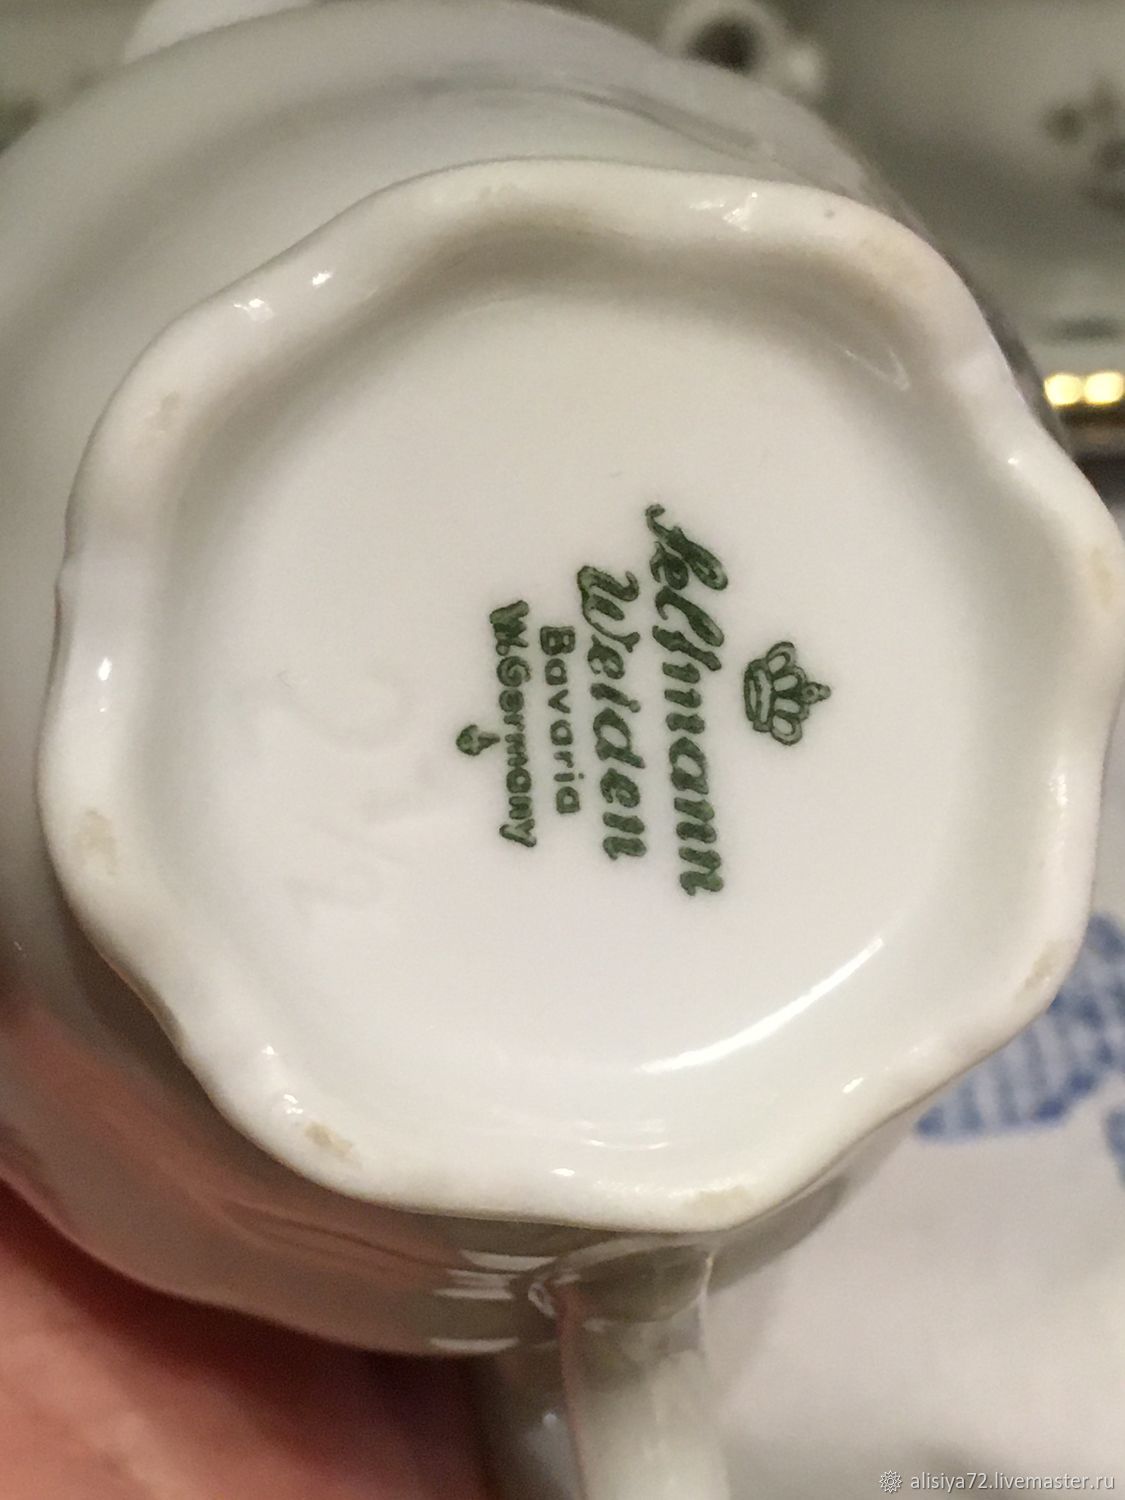 Seltmann
Weiden
Bavaria
W.Germany
alisiya72.livemaster.ru